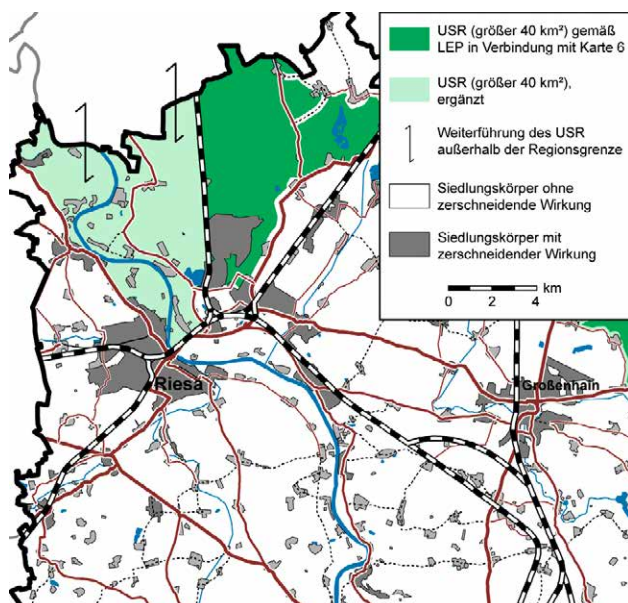 USR (größer 40 km²) gemäß
LEP in Verbindung mit Karte 6
USR (größer 40 km²),
ergänzt
Weiterführung des USR
außerhalb der Regionsgrenze
Siedlungskörper ohne
zerschneidende Wirkung
Siedlungskörper mit
zerschneidender Wirkung
km
0 2 4
Riesa
Großenhain